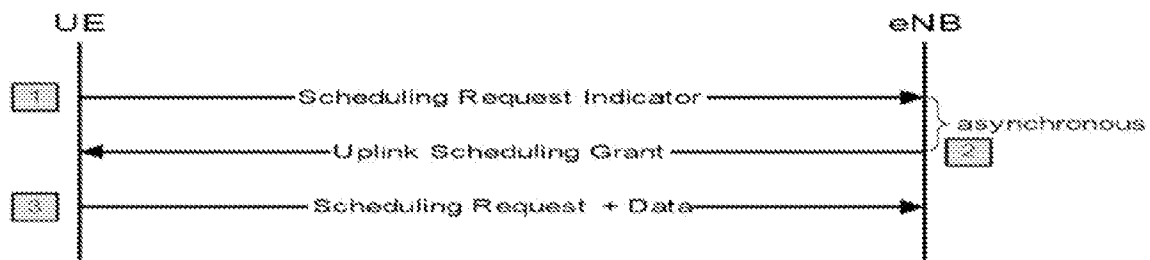 UE eNB
1 Scheduling Request Indicator
asynchronous
Uplink Scheduling Grant 2
3 Scheduling Request + Data